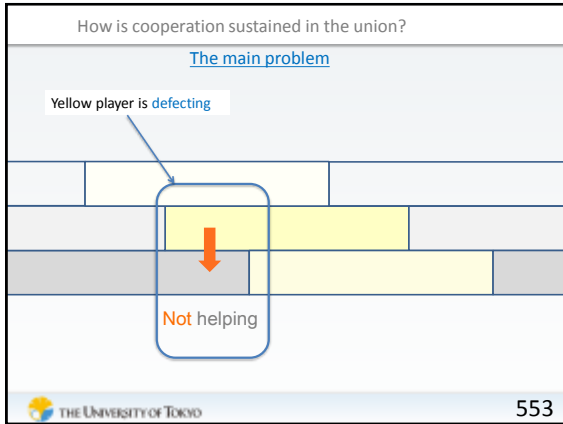 How is cooperation sustained in the union?
The main problem
Yellow player is defecting
Not helping
THE UNIVERSITY OF TOKYO
553